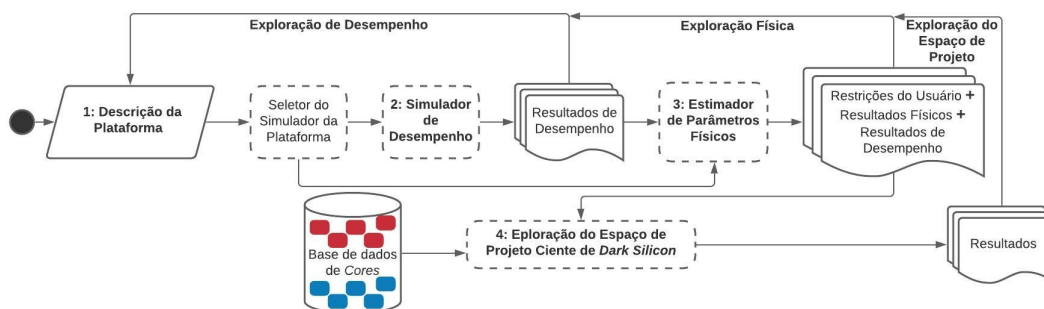 Exploração de Desempenho
Exploração Física
Exploração do
Espaço de
Projeto
1: Descrição da
Plataforma
Seletor do
Simulador da
Plataforma
2: Simulador
de
Desempenho
Resultados de
Desempenho
3: Estimador
de Parâmetros
Físicos
Restrições do Usuário +
Resultados Físicos +
Resultados de
Desempenho
Base de dados
de Cores
4: Eploração do Espaço de
Projeto Ciente de Dark Silicon
Resultados